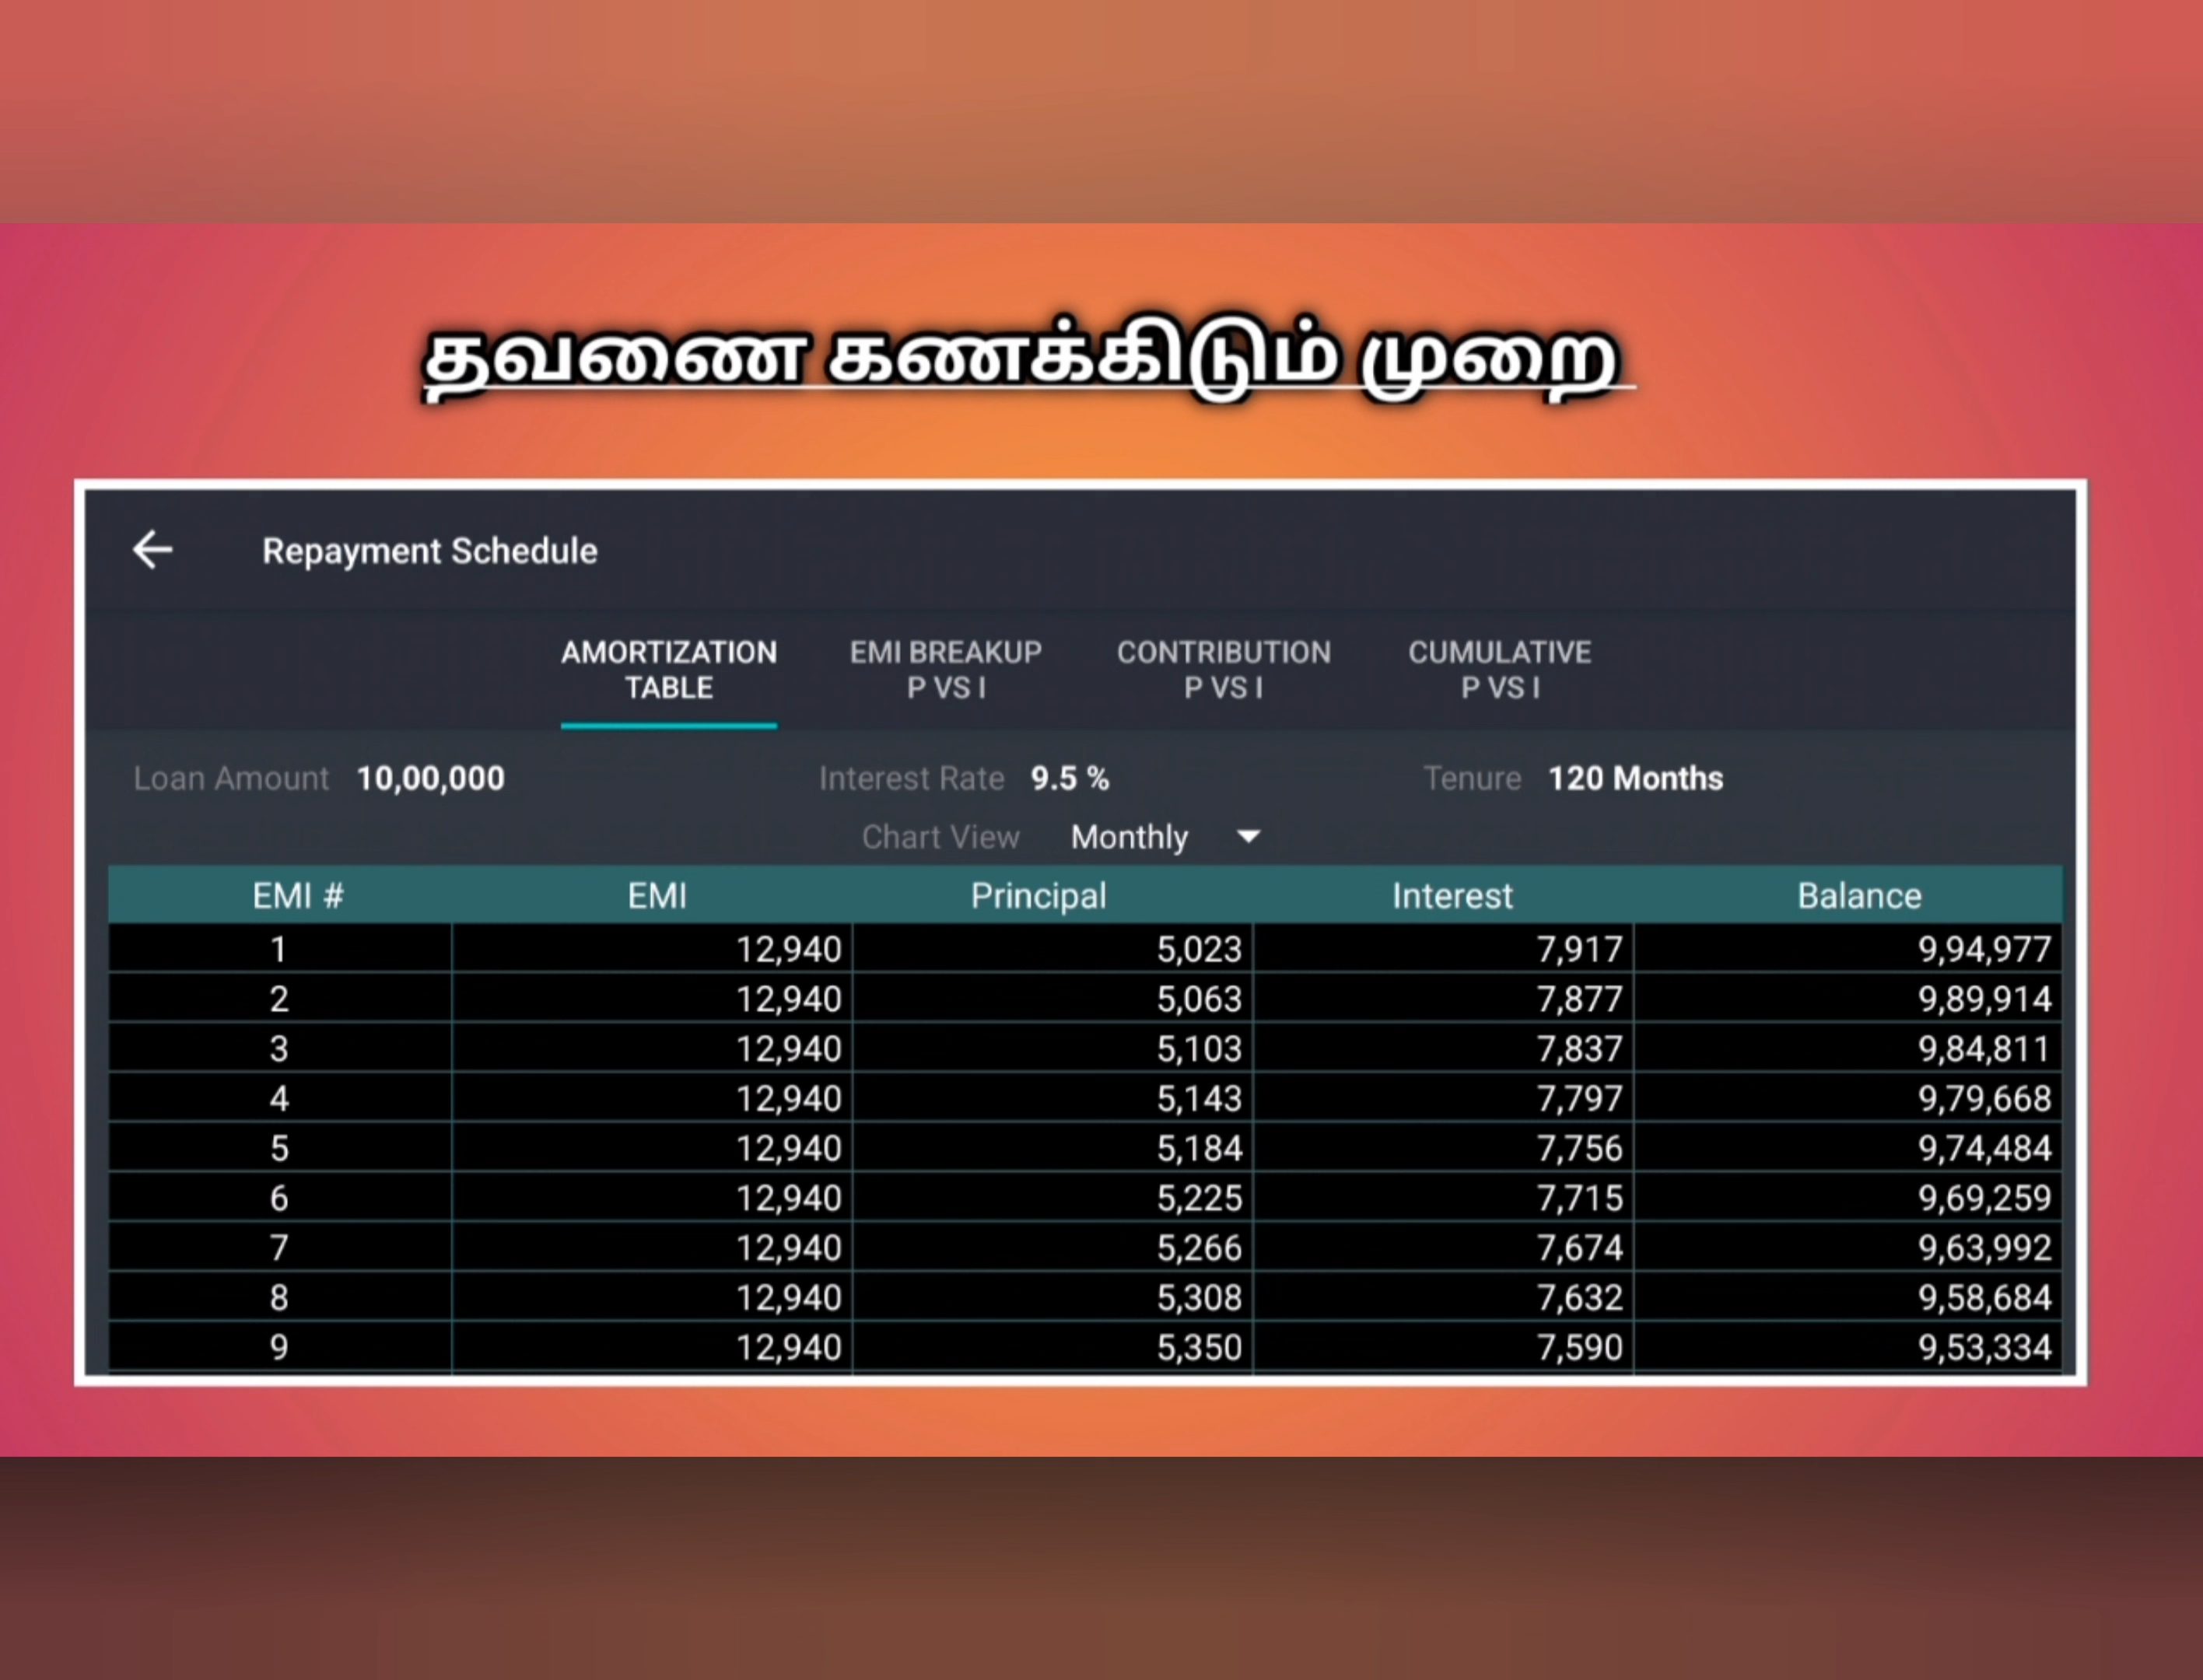 தவணை கணக்கிடும் முறை
Repayment Schedule
AMORTIZATION TABLE EMI BREAKUP P VS I CONTRIBUTION P VS I CUMULATIVE P VS I
Loan Amount 10,00,000 Interest Rate 9.5 % Tenure 120 Months
Chart View Monthly
EMI # EMI Principal Interest Balance
1 12,940 5,023 7,917 9,94,977
2 12,940 5,063 7,877 9,89,914
3 12,940 5,103 7,837 9,84,811
4 12,940 5,143 7,797 9,79,668
5 12,940 5,184 7,756 9,74,484
6 12,940 5,225 7,715 9,69,259
7 12,940 5,266 7,674 9,63,992
8 12,940 5,308 7,632 9,58,684
9 12,940 5,350 7,590 9,53,334